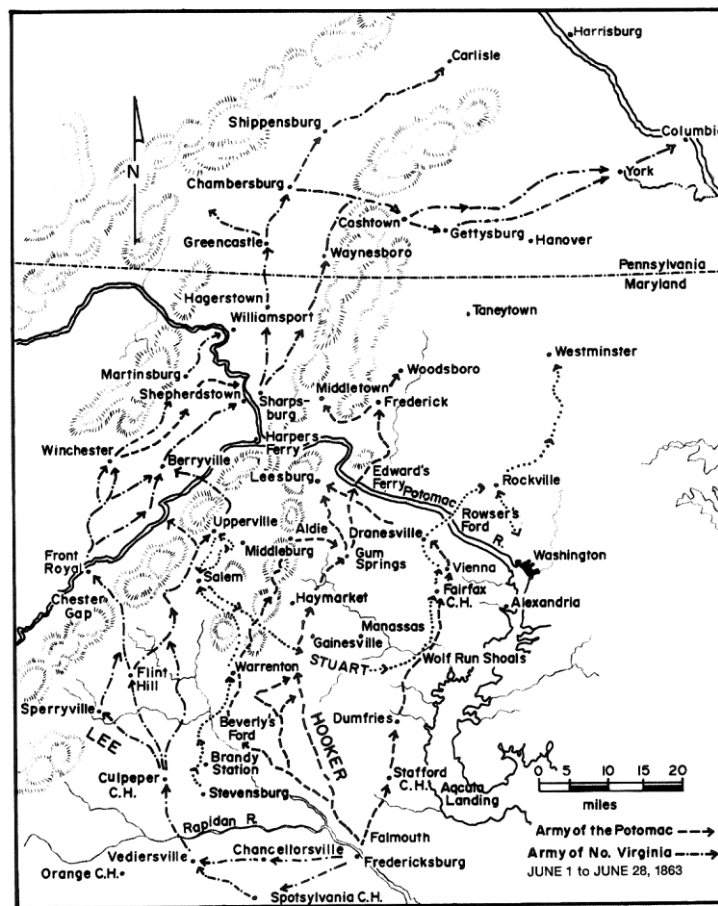 Harrisburg
Carlisle
Shippensburg
Columbia
N
York
Chambersburg
Cashtown
Gettysburg
Hanover
Greencastle
Waynesboro
Pennsylvania
Maryland
Hagerstown
Williamsport
Taneytown
Westminster
Martinsburg
Woodsboro
Shepherdstown
Middletown
Sharps-
burg
Frederick
Harpers
Ferry
Winchester
Berryville
Edward's
Ferry
Leesburg
Potomac
R.
Rockville
Rowser's
Ford
Upperville
Aldie
Dranesville
Middleburg
Gum
Springs
Washington
Front
Royal
Salem
Vienna
Chester
Gap
Haymarket
Fairfax
C.H.
Alexandria
Manassas
Gainesville
STUART
Wolf Run Shoals
Flint
Hill
Warrenton
Sperryville
LEE
Beverly's
Ford
HOOKER
Dumfries
Brandy
Station
Culpeper
C.H.
Stafford
C.H.
Aqcata
Landing
Stevensburg
0 5 10 15 20
miles
Rapidan R.
Falmouth
Army of the Potomac
Vediersville
Chancellorsville
Fredericksburg
Army of No. Virginia
JUNE 1 to JUNE 28, 1863
Orange C.H.
Spotsylvania C.H.